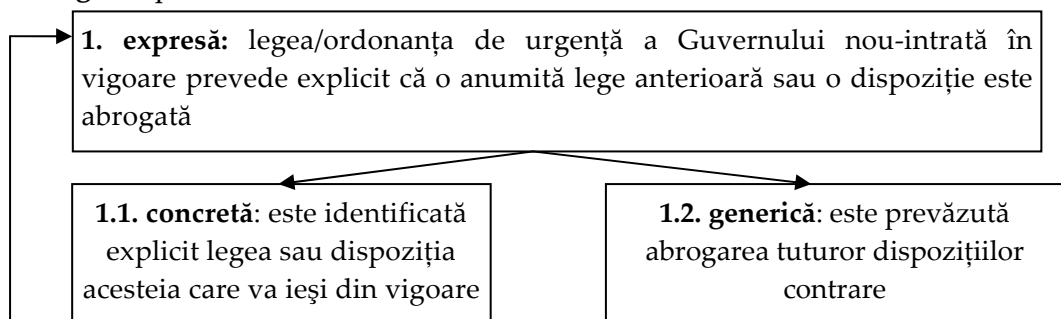 1. expresă: legea/ordonanța de urgență a Guvernului nou-intrată în
vigoare prevede explicit că o anumită lege anterioară sau o dispoziție este
abrogată
1.1. concretă: este identificată
explicit legea sau dispoziția
acesteia care va ieși din vigoare
1.2. generică: este prevăzută
abrogarea tuturor dispozițiilor
contrare